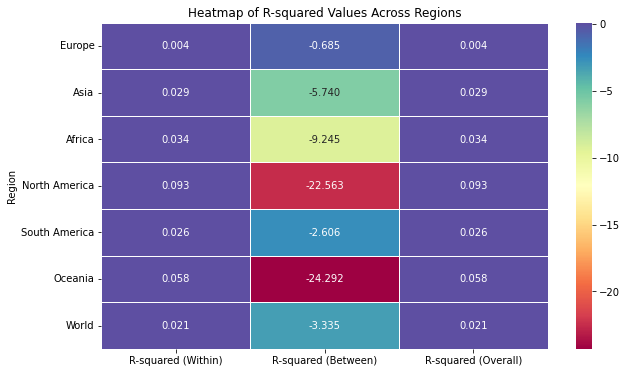 Heatmap of R-squared Values Across Regions
Region
Europe 0.004 -0.685 0.004
Asia 0.029 -5.740 0.029
Africa 0.034 -9.245 0.034
North America 0.093 -22.563 0.093
South America 0.026 -2.606 0.026
Oceania 0.058 -24.292 0.058
World 0.021 -3.335 0.021
R-squared (Within) R-squared (Between) R-squared (Overall)
0
-5
-10
-15
-20